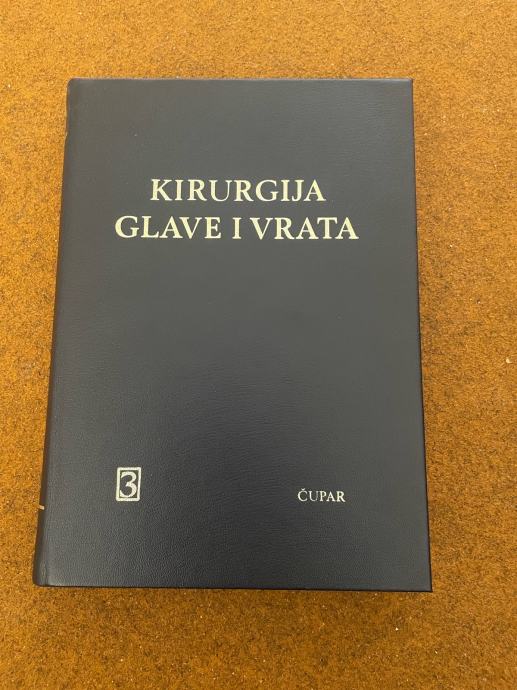 KIRURGIJA
GLAVE I VRATA
3
ČUPAR